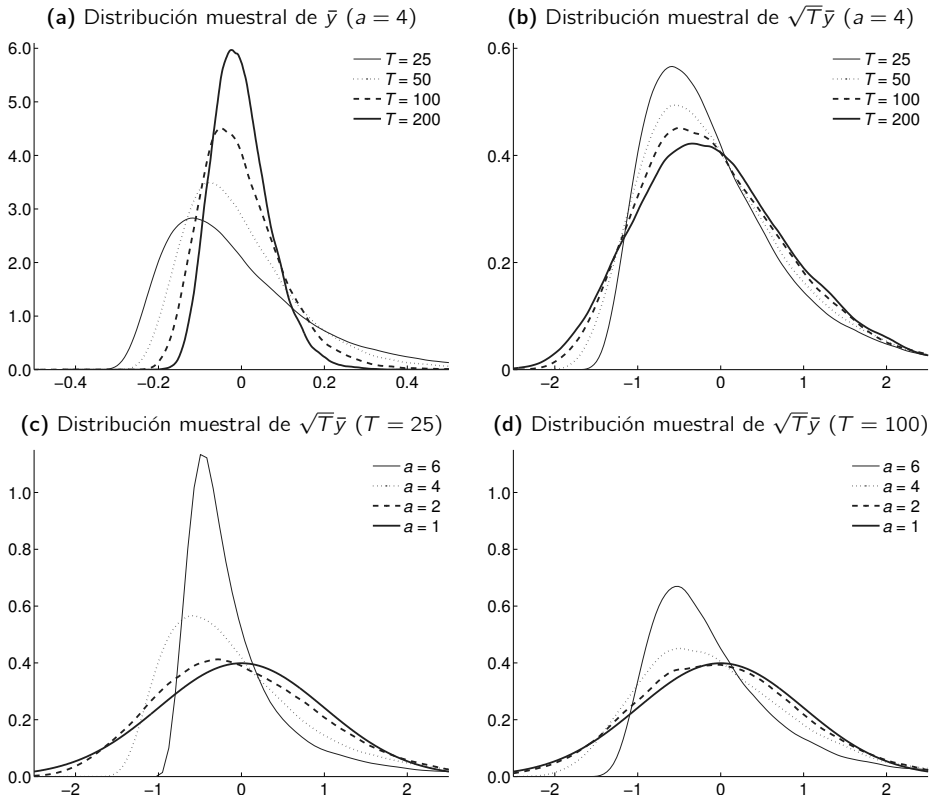 (a) Distribución muestral de ȳ (a = 4)
6.0
5.0
4.0
3.0
2.0
1.0
0.0
−0.4 −0.2 0 0.2 0.4
T = 25
T = 50
T = 100
T = 200
(b) Distribución muestral de √T ȳ (a = 4)
0.6
0.4
0.2
0
−2 −1 0 1 2
T = 25
T = 50
T = 100
T = 200
(c) Distribución muestral de √T ȳ (T = 25)
1.0
0.8
0.6
0.4
0.2
0.0
−2 −1 0 1 2
a = 6
a = 4
a = 2
a = 1
(d) Distribución muestral de √T ȳ (T = 100)
1.0
0.8
0.6
0.4
0.2
0.0
−2 −1 0 1 2
a = 6
a = 4
a = 2
a = 1